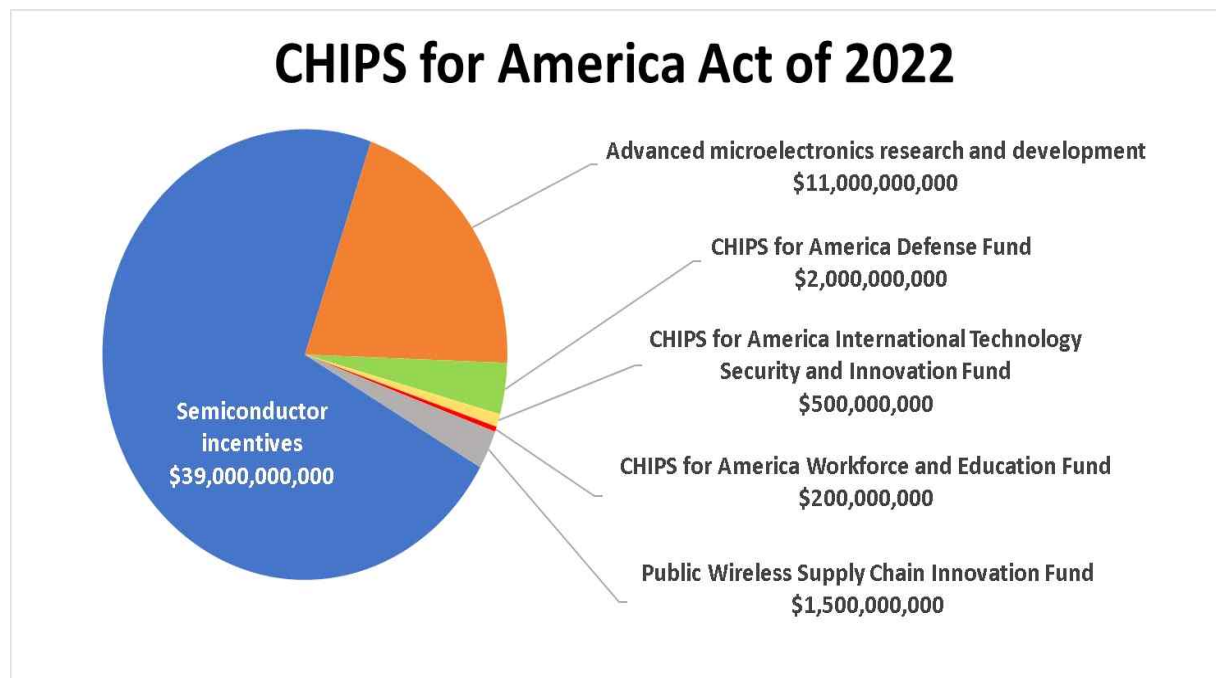 CHIPS for America Act of 2022
Advanced microelectronics research and development
$11,000,000,000
CHIPS for America Defense Fund
$2,000,000,000
CHIPS for America International Technology
Security and Innovation Fund
$500,000,000
Semiconductor
incentives
$39,000,000,000
CHIPS for America Workforce and Education Fund
$200,000,000
Public Wireless Supply Chain Innovation Fund
$1,500,000,000